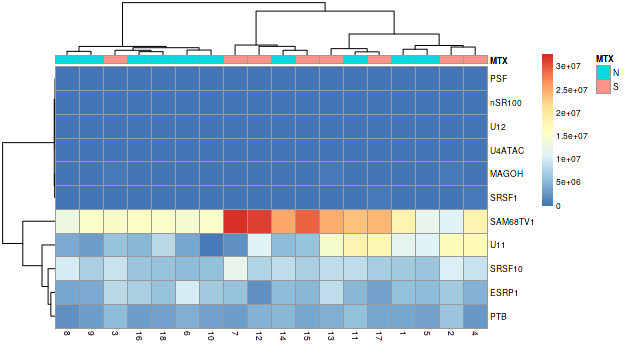 MTX
PSF
nSR100
U12
U4ATAC
MAGOH
SRSF1
SAM68TV1
U11
SRSF10
ESRP1
PTB
8 9 3 16 18 6 10 7 12 14 15 13 11 17 1 5 2 4
3e+07
2.5e+07
2e+07
1.5e+07
1e+07
5e+06
0
MTX
N
S